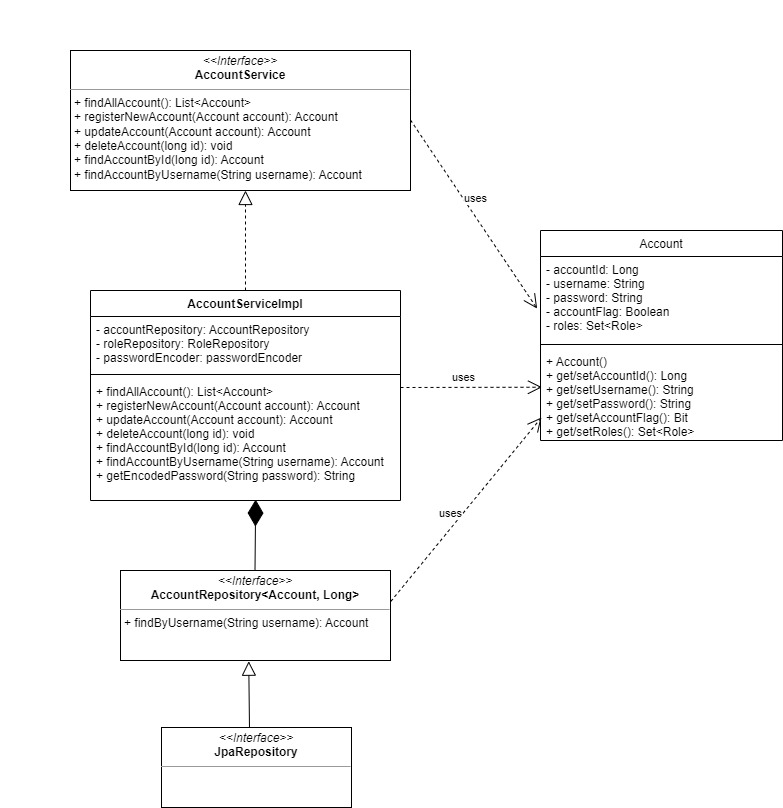 <<Interface>>
AccountService
+ findAllAccount(): List<Account>
+ registerNewAccount(Account account): Account
+ updateAccount(Account account): Account
+ deleteAccount(long id): void
+ findAccountById(long id): Account
+ findAccountByUsername(String username): Account
uses
Account
- accountId: Long
- username: String
- password: String
- accountFlag: Boolean
- roles: Set<Role>
+ Account()
+ get/setAccountId(): Long
+ get/setUsername(): String
+ get/setPassword(): String
+ get/setAccountFlag(): Bit
+ get/setRoles(): Set<Role>
AccountServiceImpl
- accountRepository: AccountRepository
- roleRepository: RoleRepository
- passwordEncoder: passwordEncoder
+ findAllAccount(): List<Account>
+ registerNewAccount(Account account): Account
+ updateAccount(Account account): Account
+ deleteAccount(long id): void
+ findAccountById(long id): Account
+ findAccountByUsername(String username): Account
+ getEncodedPassword(String password): String
uses
uses
<<Interface>>
AccountRepository<Account, Long>
+ findByUsername(String username): Account
<<Interface>>
JpaRepository